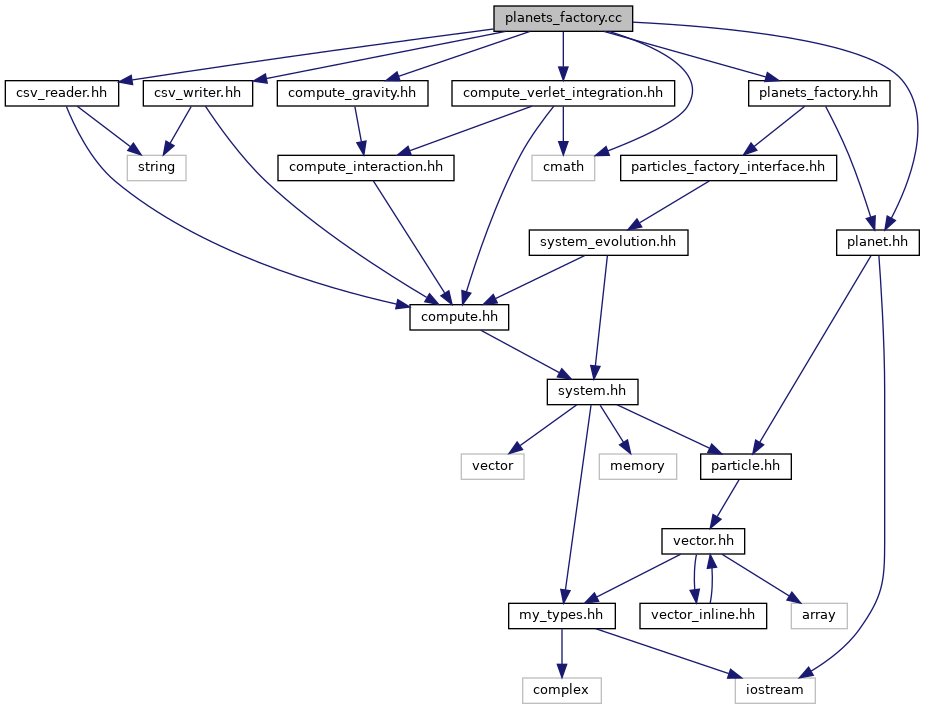 planets_factory.cc
csv_reader.hh
csv_writer.hh
compute_gravity.hh
compute_verlet_integration.hh
planets_factory.hh
string
compute_interaction.hh
cmath
particles_factory_interface.hh
system_evolution.hh
planet.hh
compute.hh
system.hh
vector
memory
particle.hh
vector.hh
my_types.hh
vector_inline.hh
array
complex
iostream